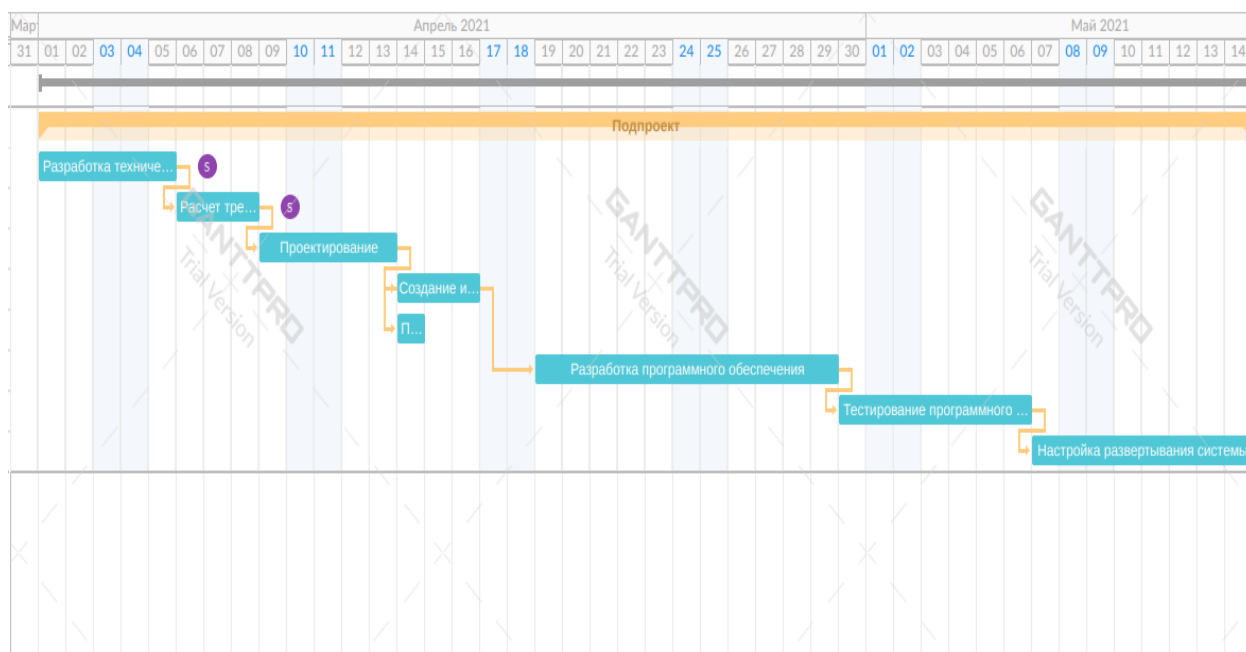 Март
Апрель 2021
Май 2021
31 01 02 03 04 05 06 07 08 09 10 11 12 13 14 15 16 17 18 19 20 21 22 23 24 25 26 27 28 29 30 01 02 03 04 05 06 07 08 09 10 11 12 13 14
Подпроект
Разработка техниче...
S
Расчет тре...
S
Проектирование
Создание и...
П...
Разработка программного обеспечения
Тестирование программного ...
Настройка развертывания системы
GANTTPRO
Trial Version
GANTTPRO
Trial Version
GANTTPRO
Trial Version